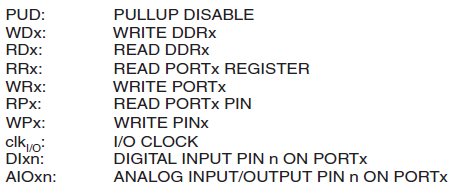 PUD: PULLUP DISABLE
WDx: WRITE DDRx
RDx: READ DDRx
RRx: READ PORTx REGISTER
WRx: WRITE PORTx
RPx: READ PORTx PIN
WPx: WRITE PINx
clkI/O: I/O CLOCK
DIxn: DIGITAL INPUT PIN n ON PORTx
AIOxn: ANALOG INPUT/OUTPUT PIN n ON PORTx